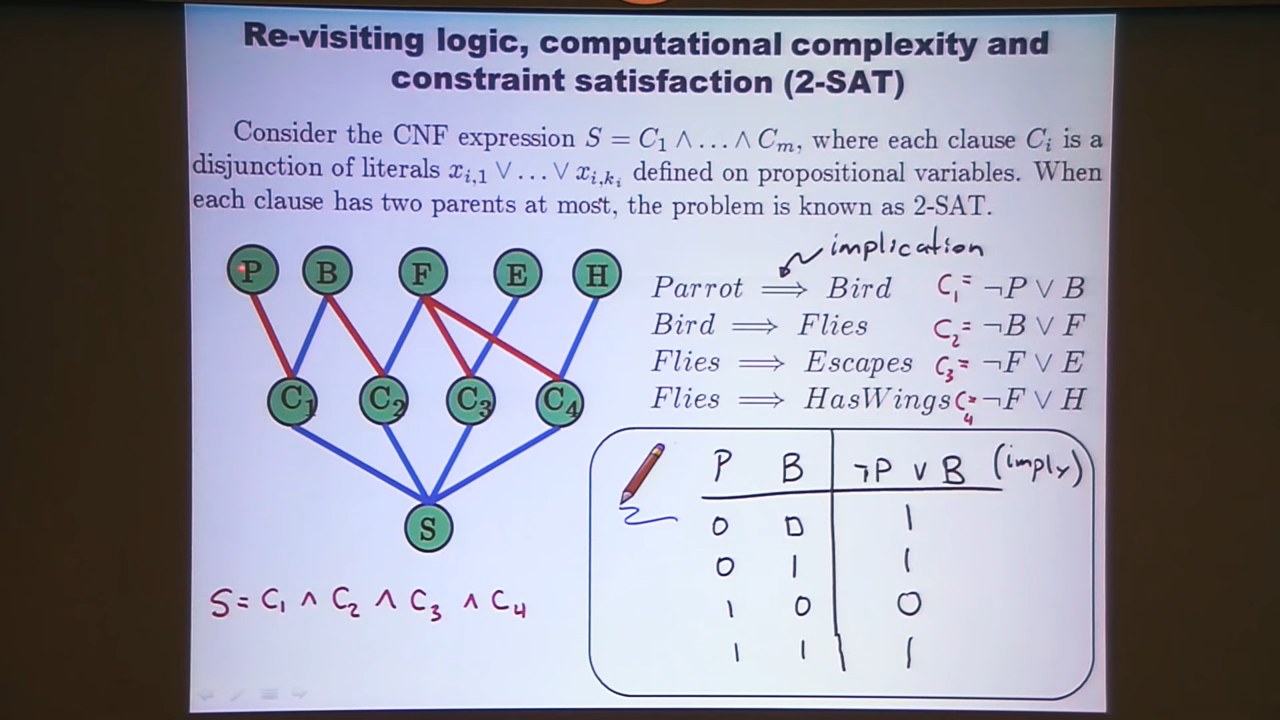 Re-visiting logic, computational complexity and
constraint satisfaction (2-SAT)
Consider the CNF expression S = C₁ ∧ … ∧ Cₘ, where each clause Cᵢ is a
disjunction of literals x_{i,1} ∨ … ∨ x_{i,kᵢ} defined on propositional variables. When
each clause has two parents at most, the problem is known as 2-SAT.
implication
P B F E H
Parrot ⟹ Bird C₁ = ¬P ∨ B
Bird ⟹ Flies C₂ = ¬B ∨ F
Flies ⟹ Escapes C₃ = ¬F ∨ E
Flies ⟹ HasWings C₄ = ¬F ∨ H
C₁ C₂ C₃ C₄
S
S = C₁ ∧ C₂ ∧ C₃ ∧ C₄
P B ¬P ∨ B (imply)
0 0 1
0 1 1
1 0 0
1 1 1